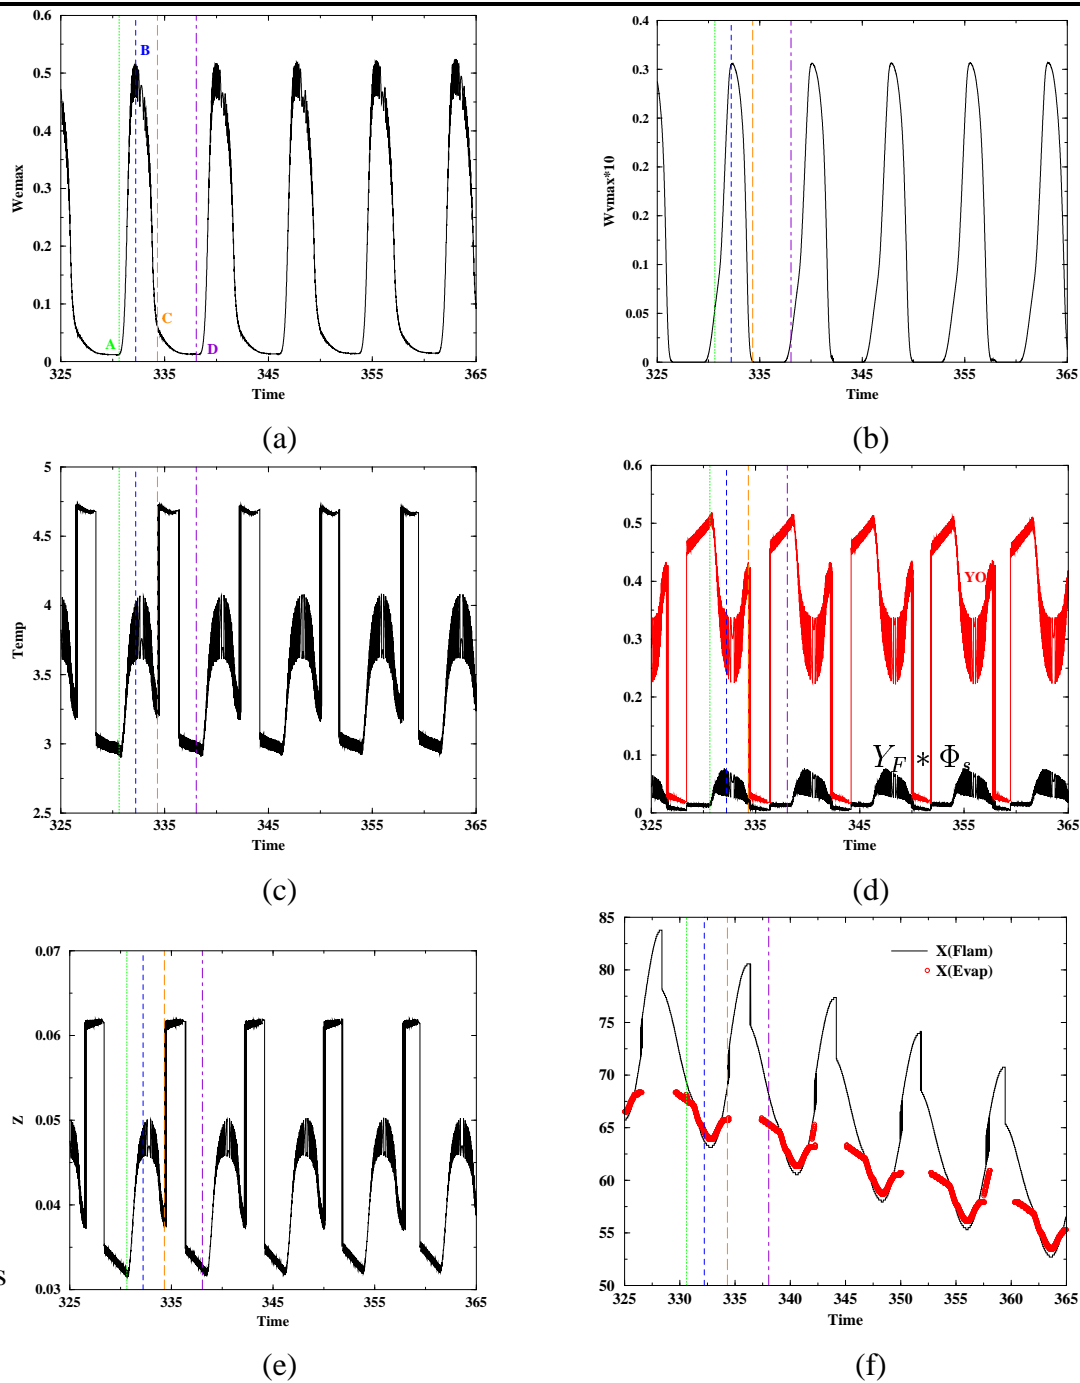 0.6
0.5
0.4
0.3
0.2
0.1
0
Wemax
A
B
C
D
325 335 345 355 365
Time
(a)
0.4
0.3
0.2
0.2
0.1
0.05
0
Wvmax*10
325 335 345 355 365
Time
(b)
5
4.5
4
3.5
3
2.5
Temp
325 335 345 355 365
Time
(c)
0.6
0.5
0.4
0.3
0.2
0.1
0
YO
Y_F * Φ_s
325 335 345 355 365
Time
(d)
0.07
0.06
0.05
0.04
0.03
Z
S
325 335 345 355 365
Time
(e)
85
80
75
70
65
60
55
50
X(Flam)
X(Evap)
325 330 335 340 345 350 355 360 365
Time
(f)